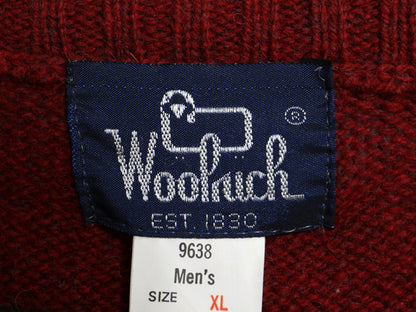 ®
Woolrich
EST. 1830
9638
Men's
SIZE XL